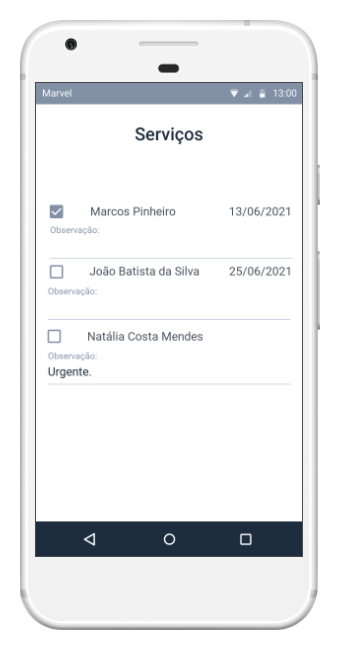 Marvel 13:00
Serviços
Marcos Pinheiro 13/06/2021
Observação:
João Batista da Silva 25/06/2021
Observação:
Natália Costa Mendes
Observação:
Urgente.